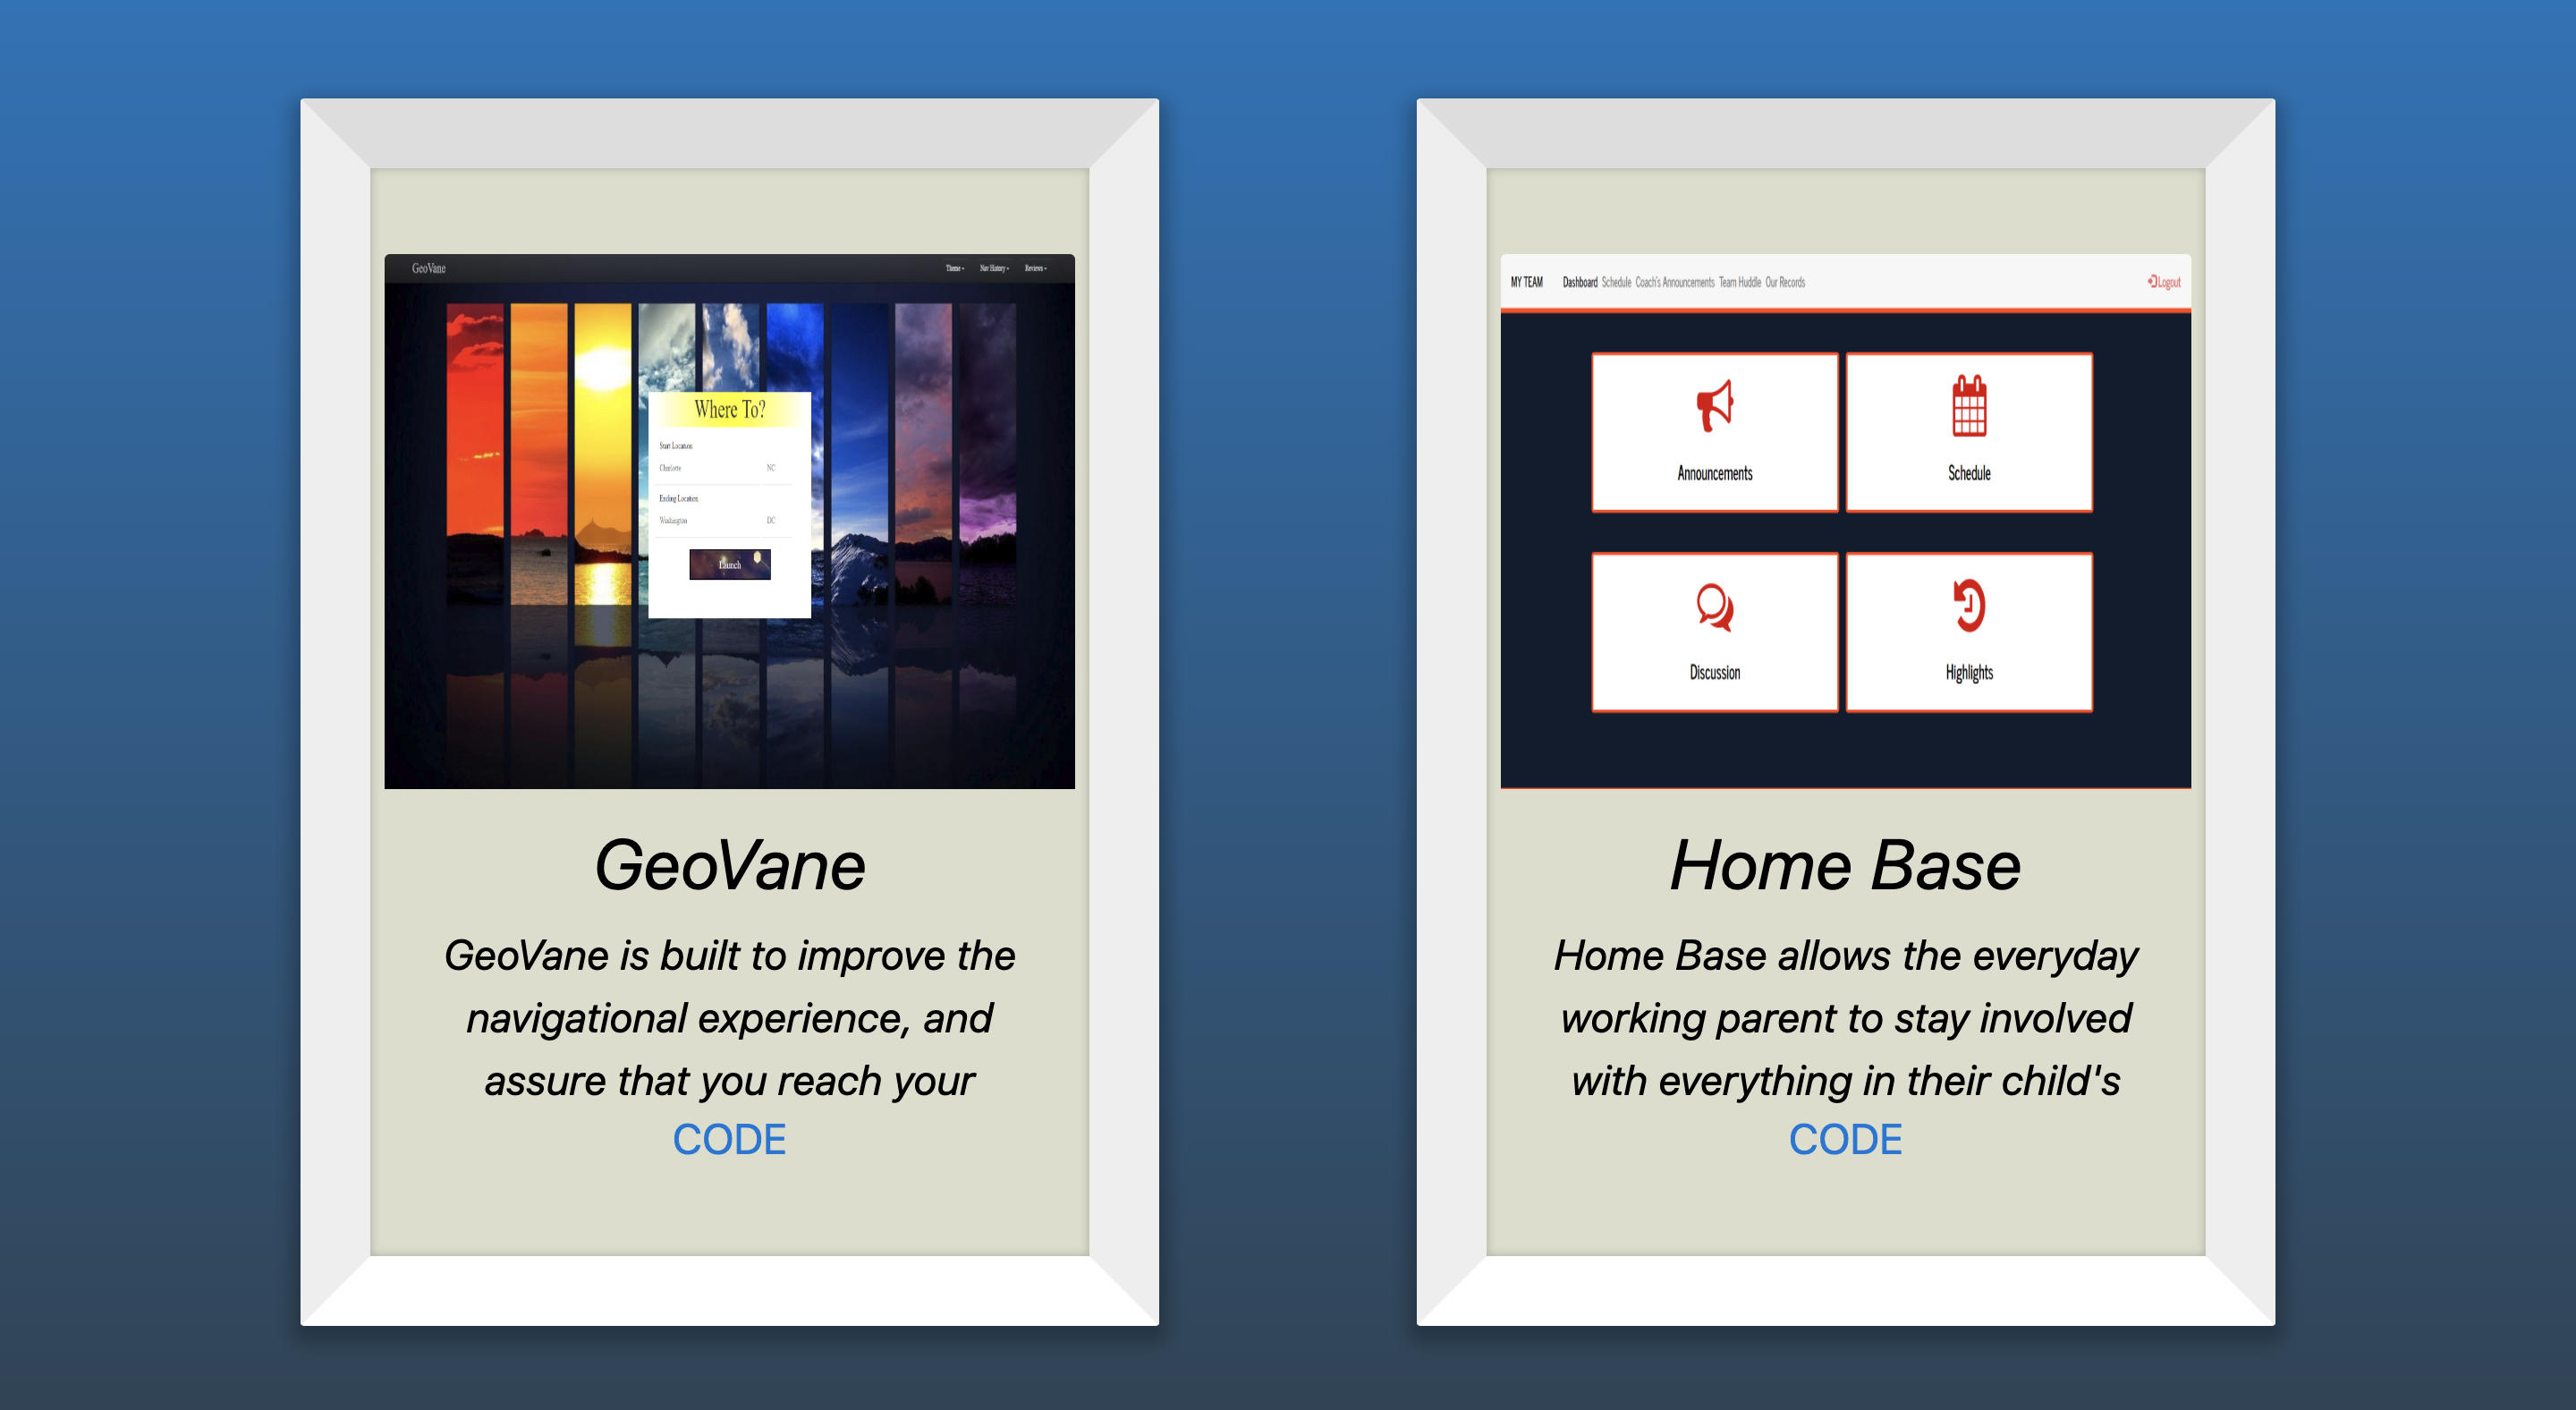 GeoVane
Theme Nav History Reviews
Where To?
Start Location
Charlotte NC
Ending Location
Washington DC
Launch
GeoVane
GeoVane is built to improve the
navigational experience, and
assure that you reach your
CODE
MY TEAM Dashboard Schedule Coach's Announcements Team Huddle Our Records Logout
Announcements Schedule
Discussion Highlights
Home Base
Home Base allows the everyday
working parent to stay involved
with everything in their child's
CODE